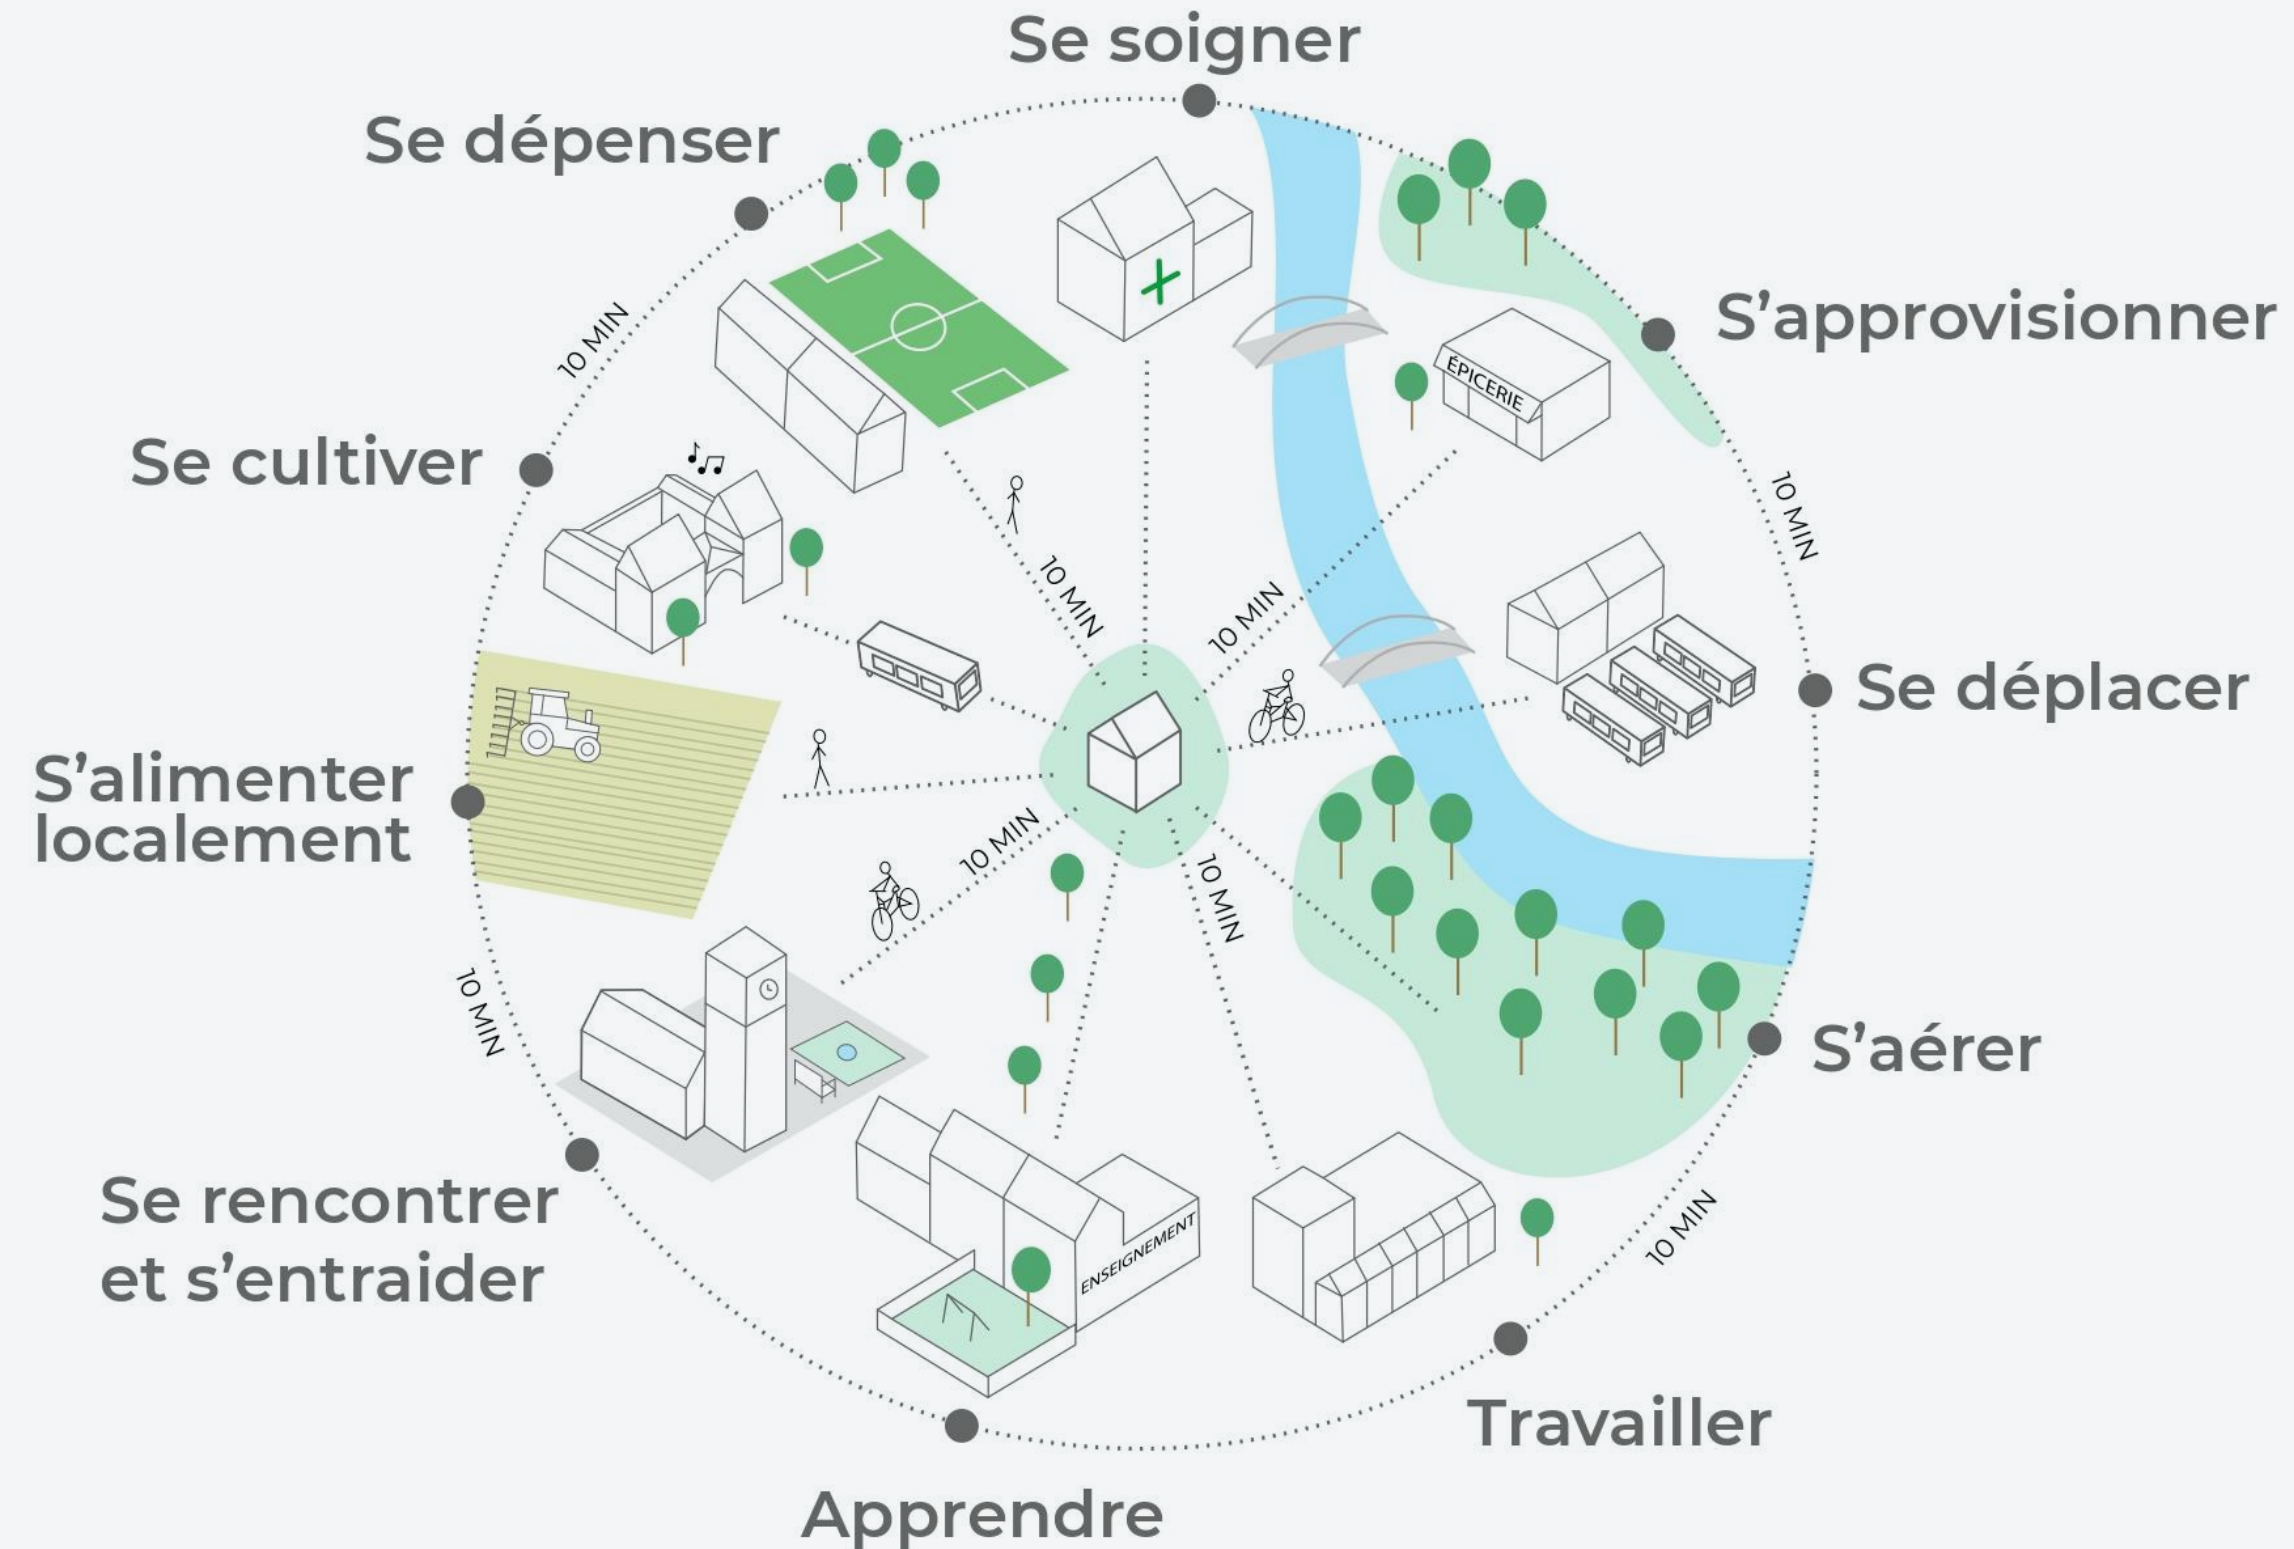 Se soigner
Se dépenser
S’approvisionner
10 MIN
ÉPICERIE
Se cultiver
10 MIN
10 MIN
10 MIN
Se déplacer
S’alimenter
localement
10 MIN
10 MIN
10 MIN
S’aérer
Se rencontrer
et s’entraider
ENSEIGNEMENT
10 MIN
Travailler
Apprendre